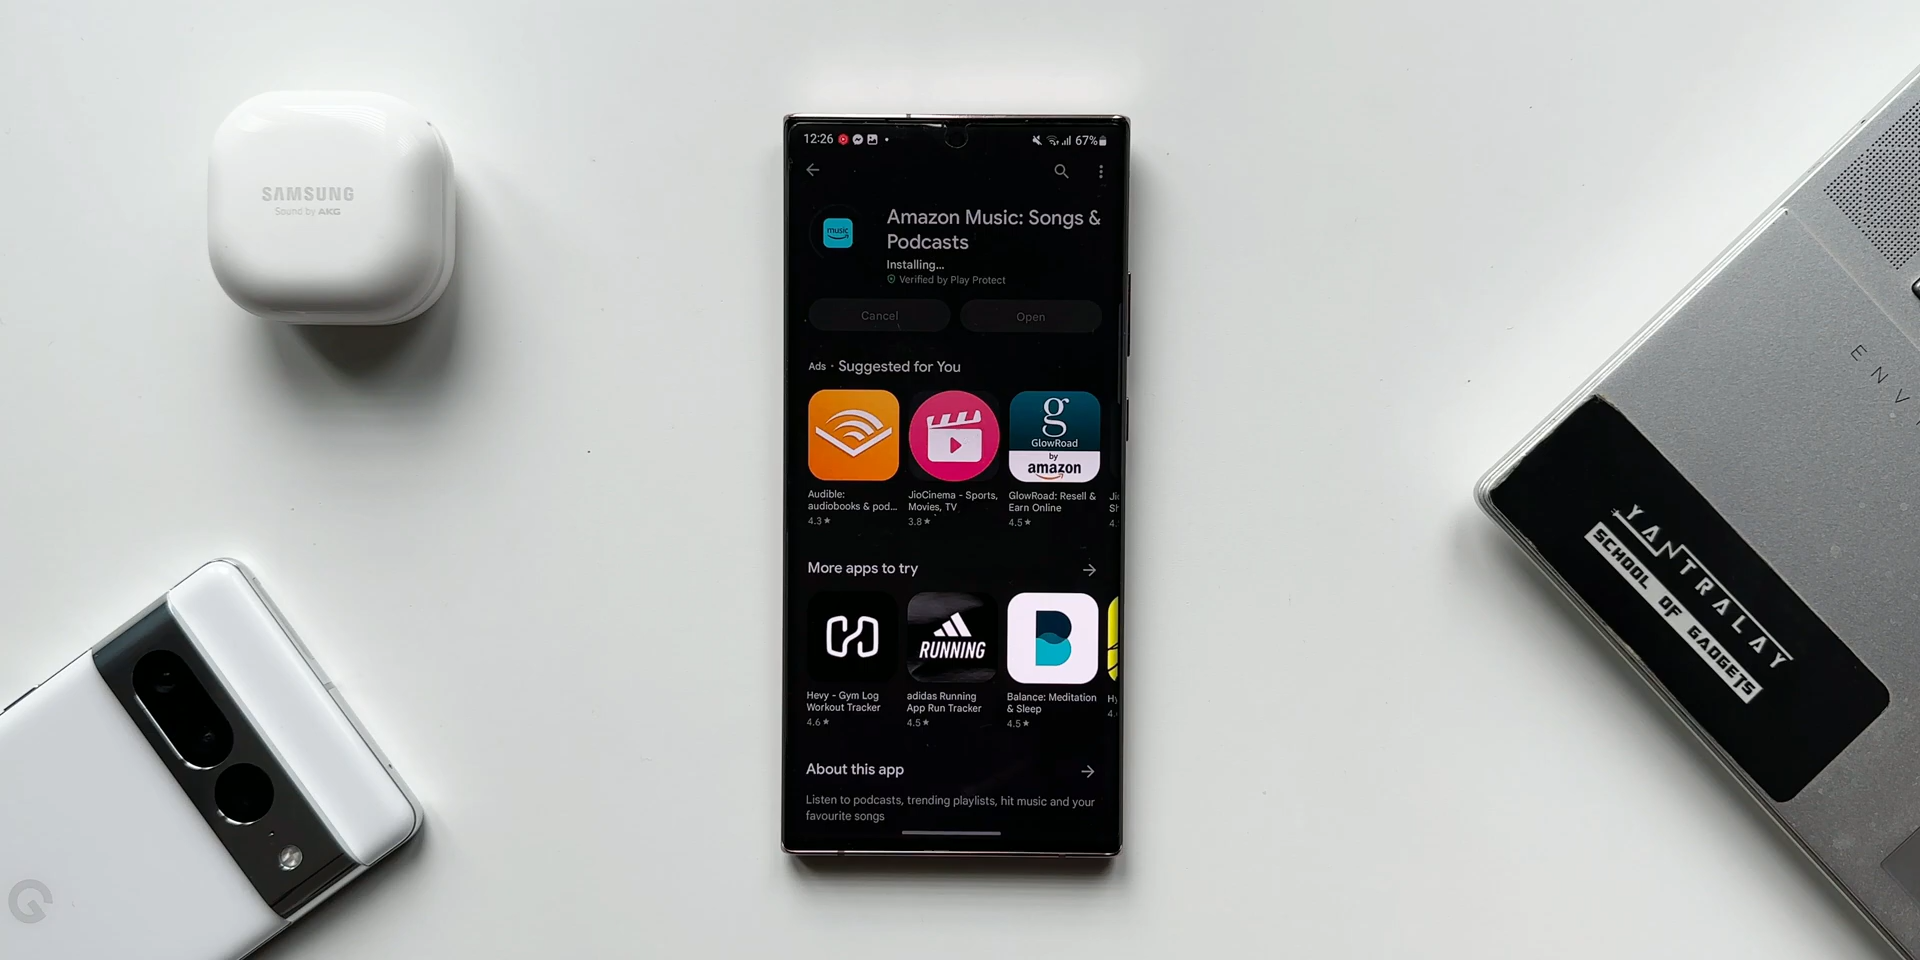 SAMSUNG
Sound by AKG
12:26
67%
music
Amazon Music: Songs &
Podcasts
Installing...
Verified by Play Protect
Cancel
Open
Ads · Suggested for You
g
GlowRoad
by
amazon
Audible:
audiobooks & pod...
4.3★
JioCinema - Sports,
Movies, TV
3.8★
GlowRoad: Resell &
Earn Online
4.5★
More apps to try
RUNNING
B
Hevy - Gym Log
Workout Tracker
4.6★
adidas Running
App Run Tracker
4.5★
Balance: Meditation
& Sleep
4.5★
About this app
Listen to podcasts, trending playlists, hit music and your
favourite songs
ENV
YANTRALAY
SCHOOL OF GADGETS
G